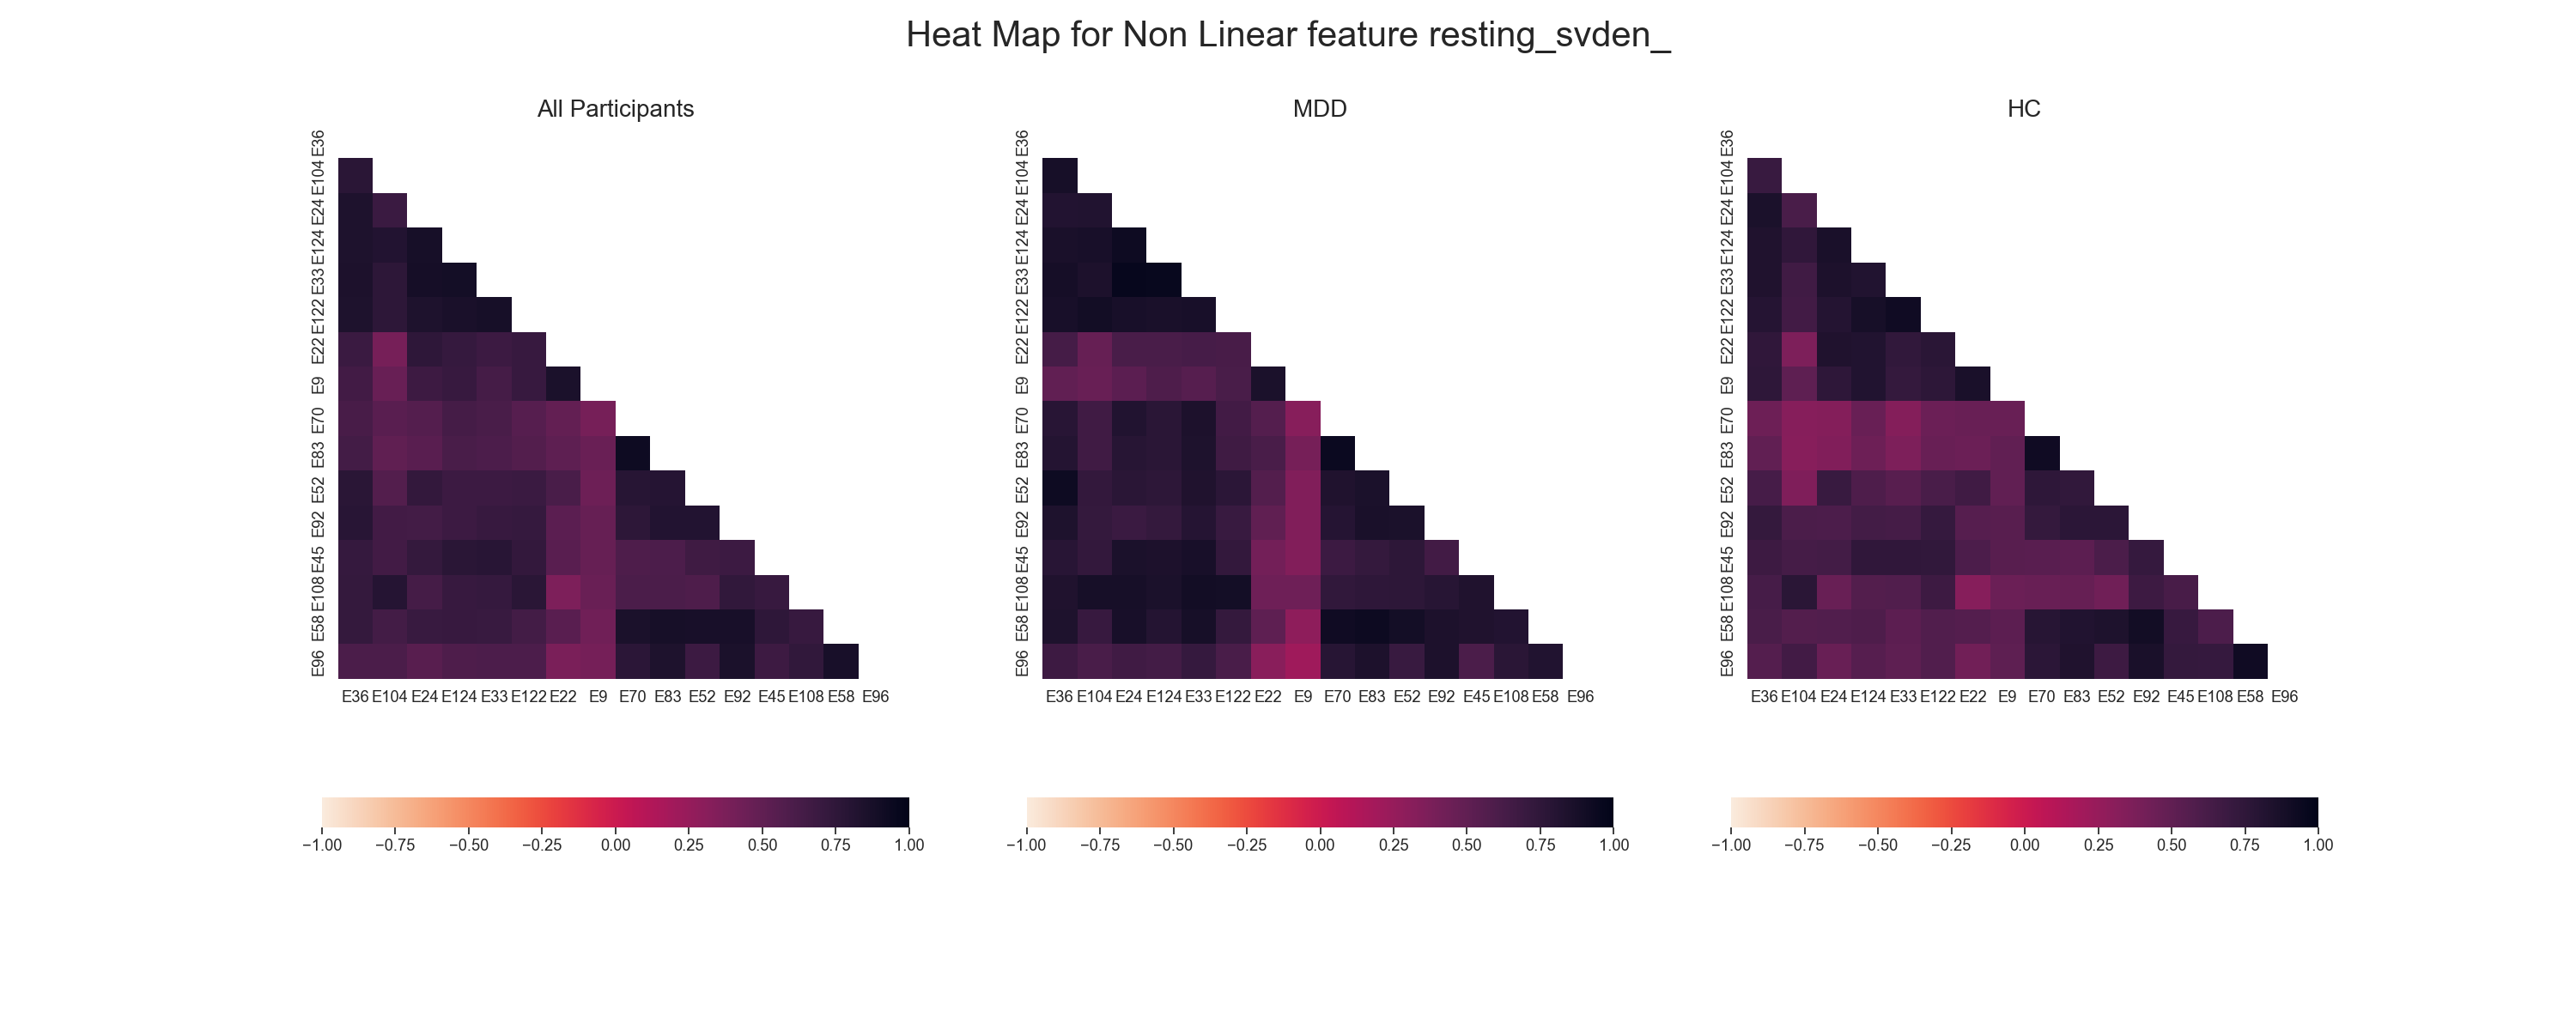 Heat Map for Non Linear feature resting_svden_
All Participants
E36
E104
E24
E124
E33
E122
E22
E9
E70
E83
E52
E92
E45
E108
E58
E96
E36 E104 E24 E124 E33 E122 E22 E9 E70 E83 E52 E92 E45 E108 E58 E96
−1.00 −0.75 −0.50 −0.25 0.00 0.25 0.50 0.75 1.00
MDD
E36
E104
E24
E124
E33
E122
E22
E9
E70
E83
E52
E92
E45
E108
E58
E96
E36 E104 E24 E124 E33 E122 E22 E9 E70 E83 E52 E92 E45 E108 E58 E96
−1.00 −0.75 −0.50 −0.25 0.00 0.25 0.50 0.75 1.00
HC
E36
E104
E24
E124
E33
E122
E22
E9
E70
E83
E52
E92
E45
E108
E58
E96
E36 E104 E24 E124 E33 E122 E22 E9 E70 E83 E52 E92 E45 E108 E58 E96
−1.00 −0.75 −0.50 −0.25 0.00 0.25 0.50 0.75 1.00